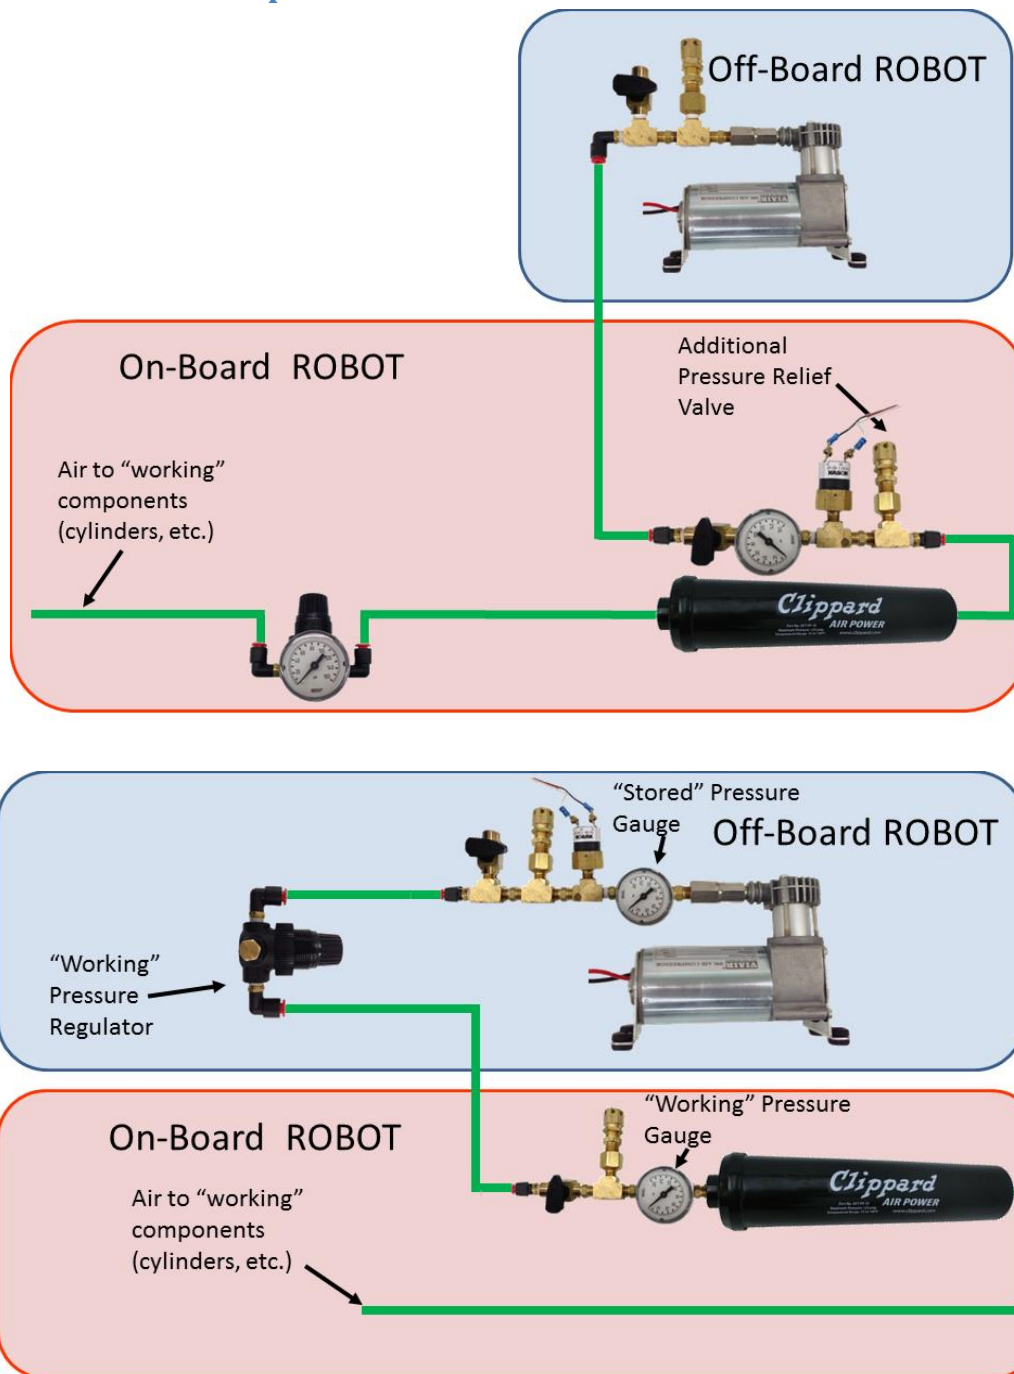 Off-Board ROBOT
On-Board ROBOT
Additional
Pressure Relief
Valve
Air to “working”
components
(cylinders, etc.)
Clippard
AIR POWER
“Stored” Pressure
Gauge
Off-Board ROBOT
“Working”
Pressure
Regulator
On-Board ROBOT
“Working” Pressure
Gauge
Air to “working”
components
(cylinders, etc.)
Clippard
AIR POWER